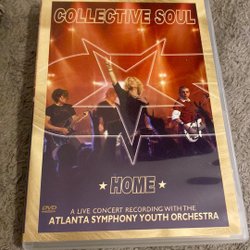 COLLECTIVE SOUL
HOME
A LIVE CONCERT RECORDING WITH THE
DVD
ATLANTA SYMPHONY YOUTH ORCHESTRA